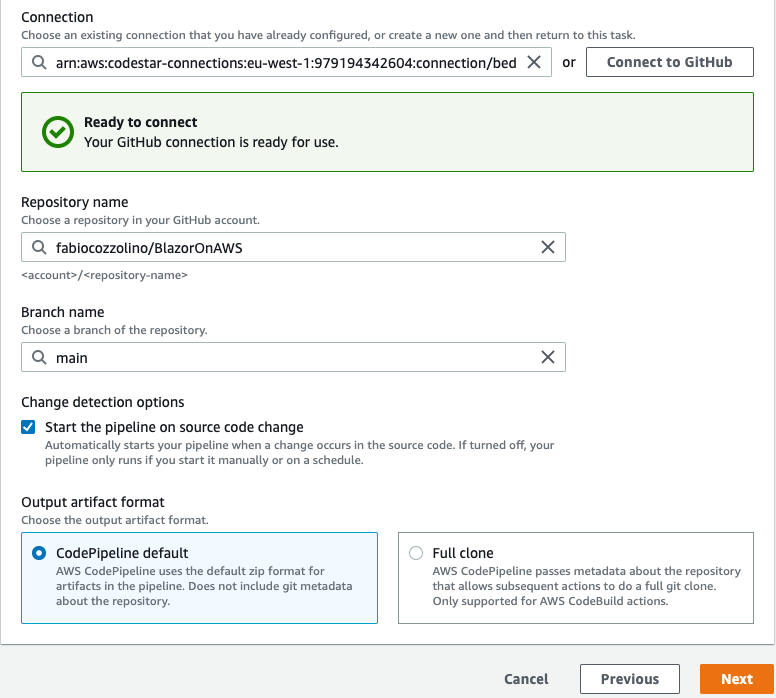 Connection
Choose an existing connection that you have already configured, or create a new one and then return to this task.
arn:aws:codestar-connections:eu-west-1:979194342604:connection/bed or Connect to GitHub
Ready to connect
Your GitHub connection is ready for use.
Repository name
Choose a repository in your GitHub account.
fabiocozzolino/BlazorOnAWS
<account>/<repository-name>
Branch name
Choose a branch of the repository.
main
Change detection options
Start the pipeline on source code change
Automatically starts your pipeline when a change occurs in the source code. If turned off, your
pipeline only runs if you start it manually or on a schedule.
Output artifact format
Choose the output artifact format.
CodePipeline default
AWS CodePipeline uses the default zip format for
artifacts in the pipeline. Does not include git metadata
about the repository.
Full clone
AWS CodePipeline passes metadata about the repository
that allows subsequent actions to do a full git clone.
Only supported for AWS CodeBuild actions.
Cancel Previous Next